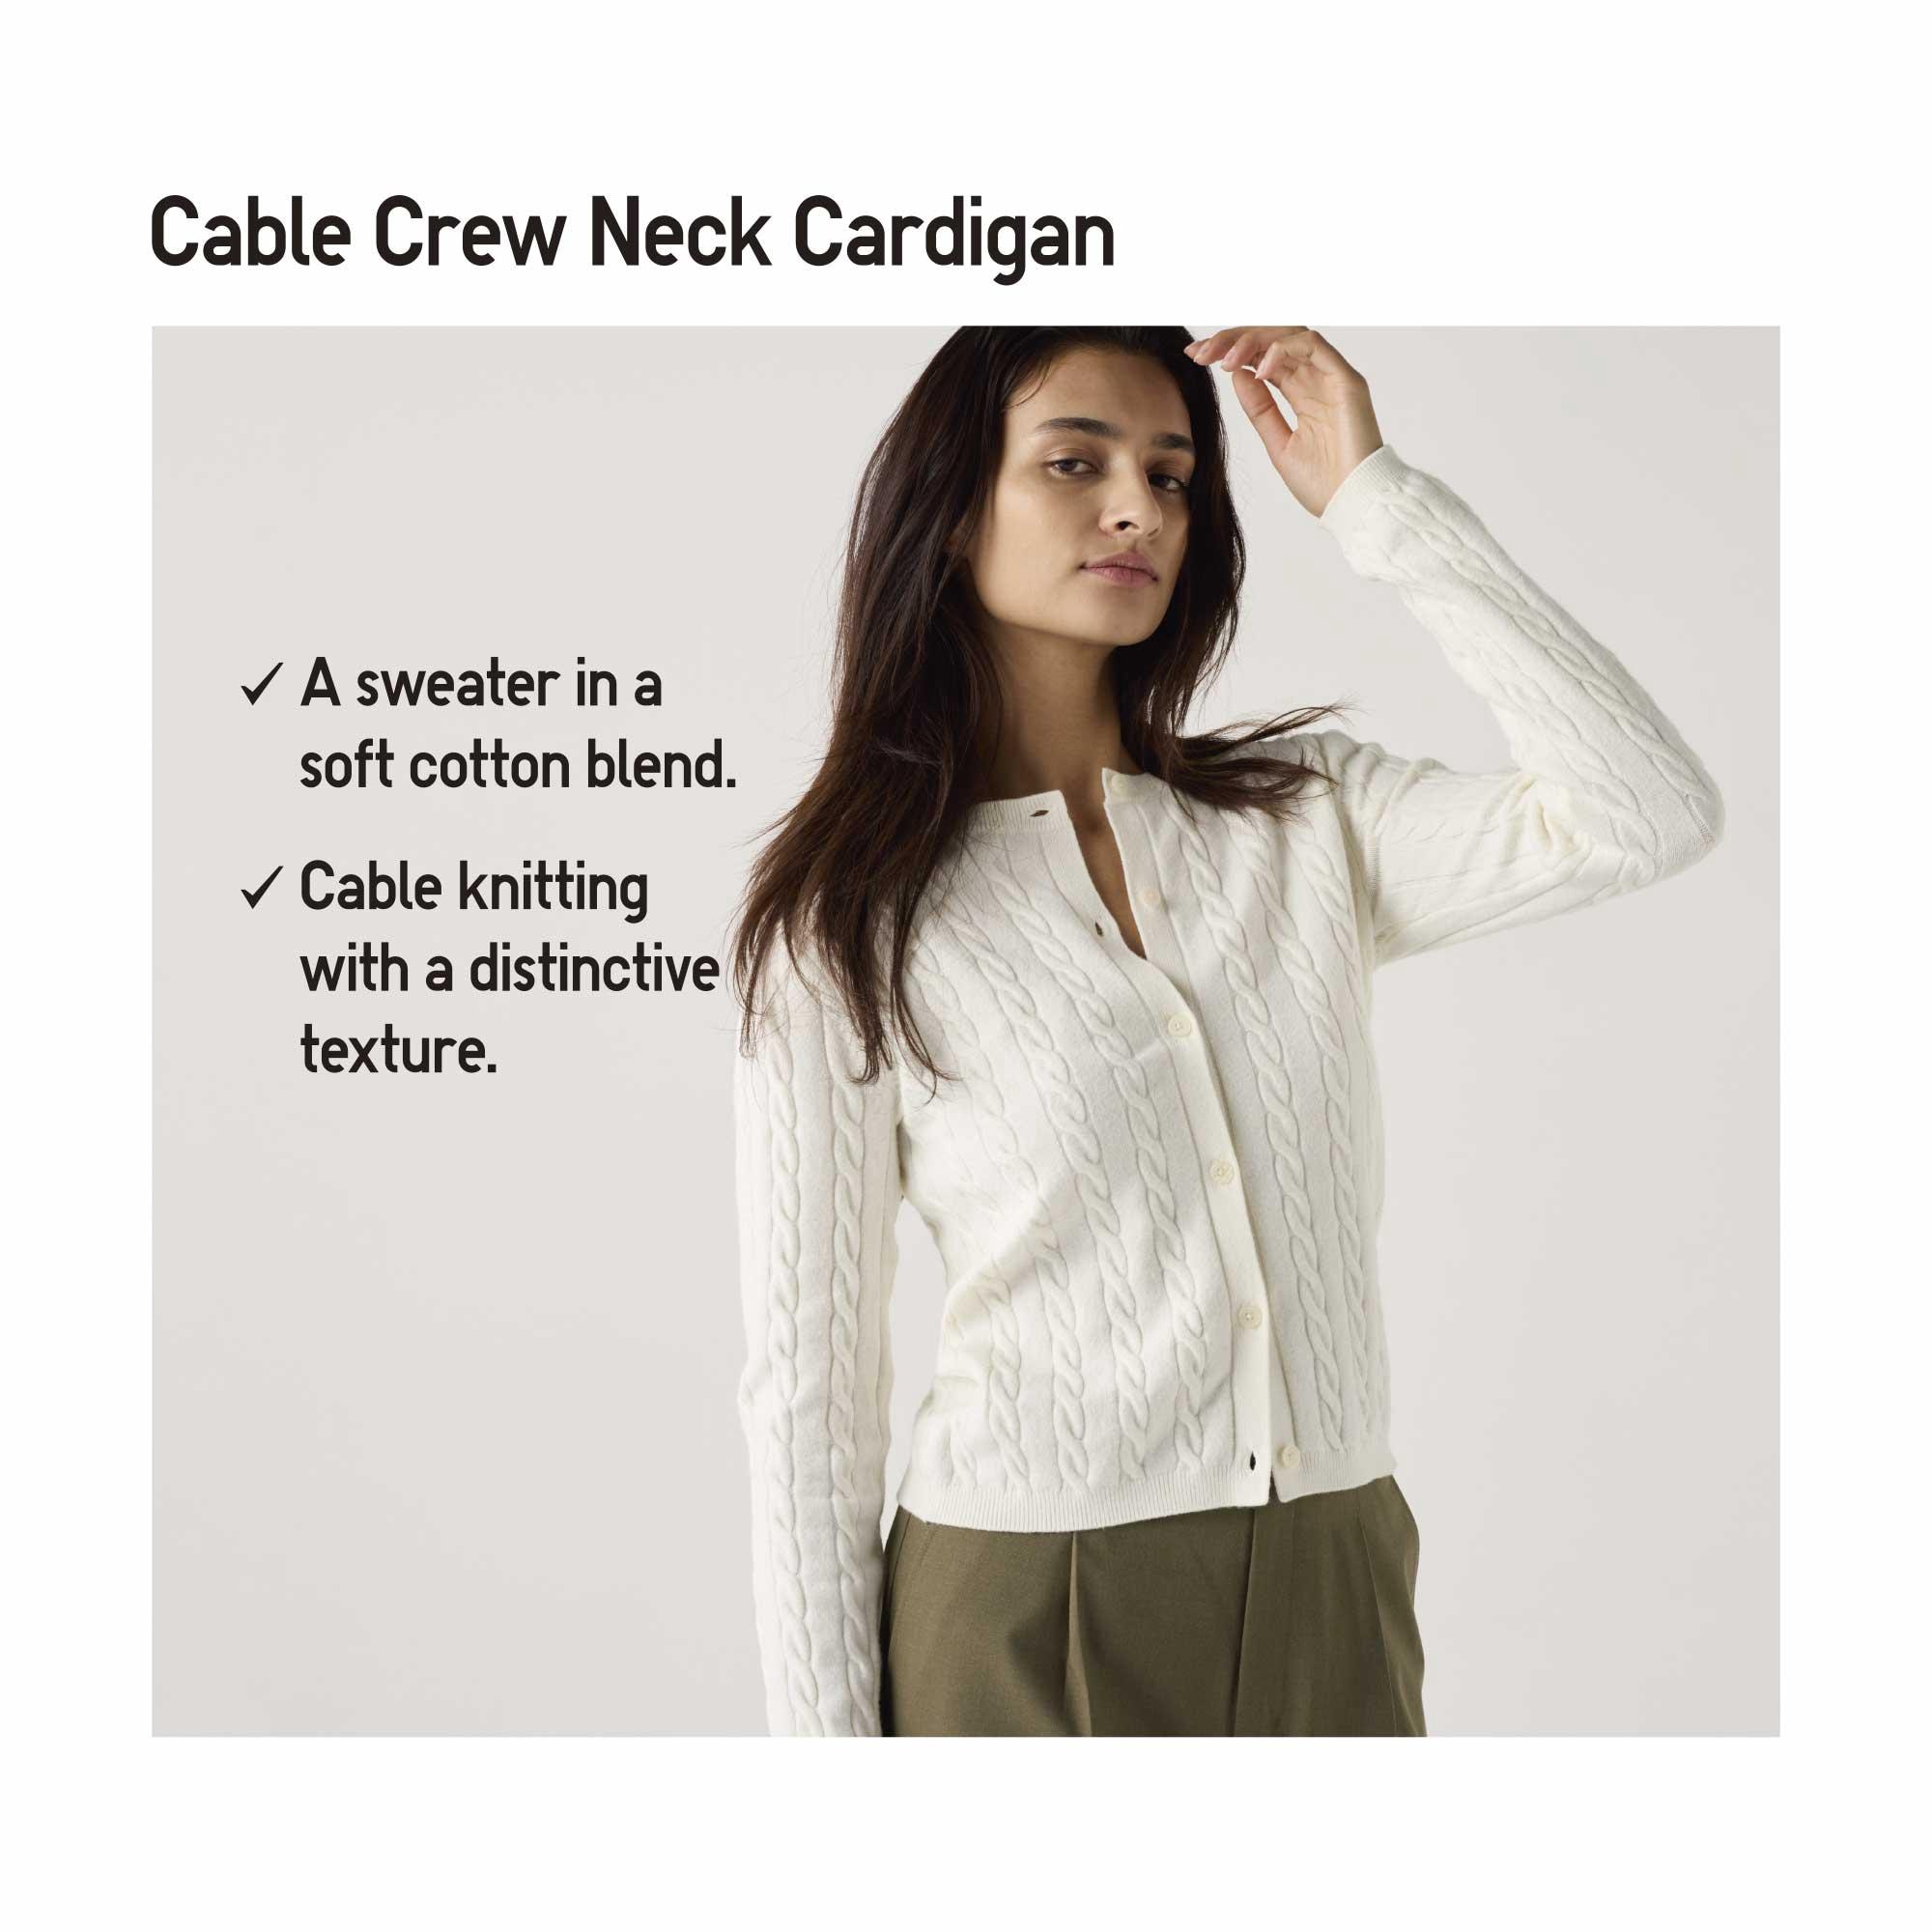 Cable Crew Neck Cardigan
✓ A sweater in a
soft cotton blend.
✓ Cable knitting
with a distinctive
texture.